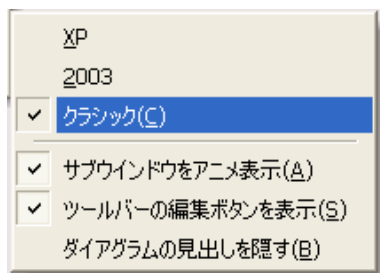 XP
2003
クラシック(C)
サブウインドウをアニメ表示(A)
ツールバーの編集ボタンを表示(S)
ダイアグラムの見出しを隠す(B)